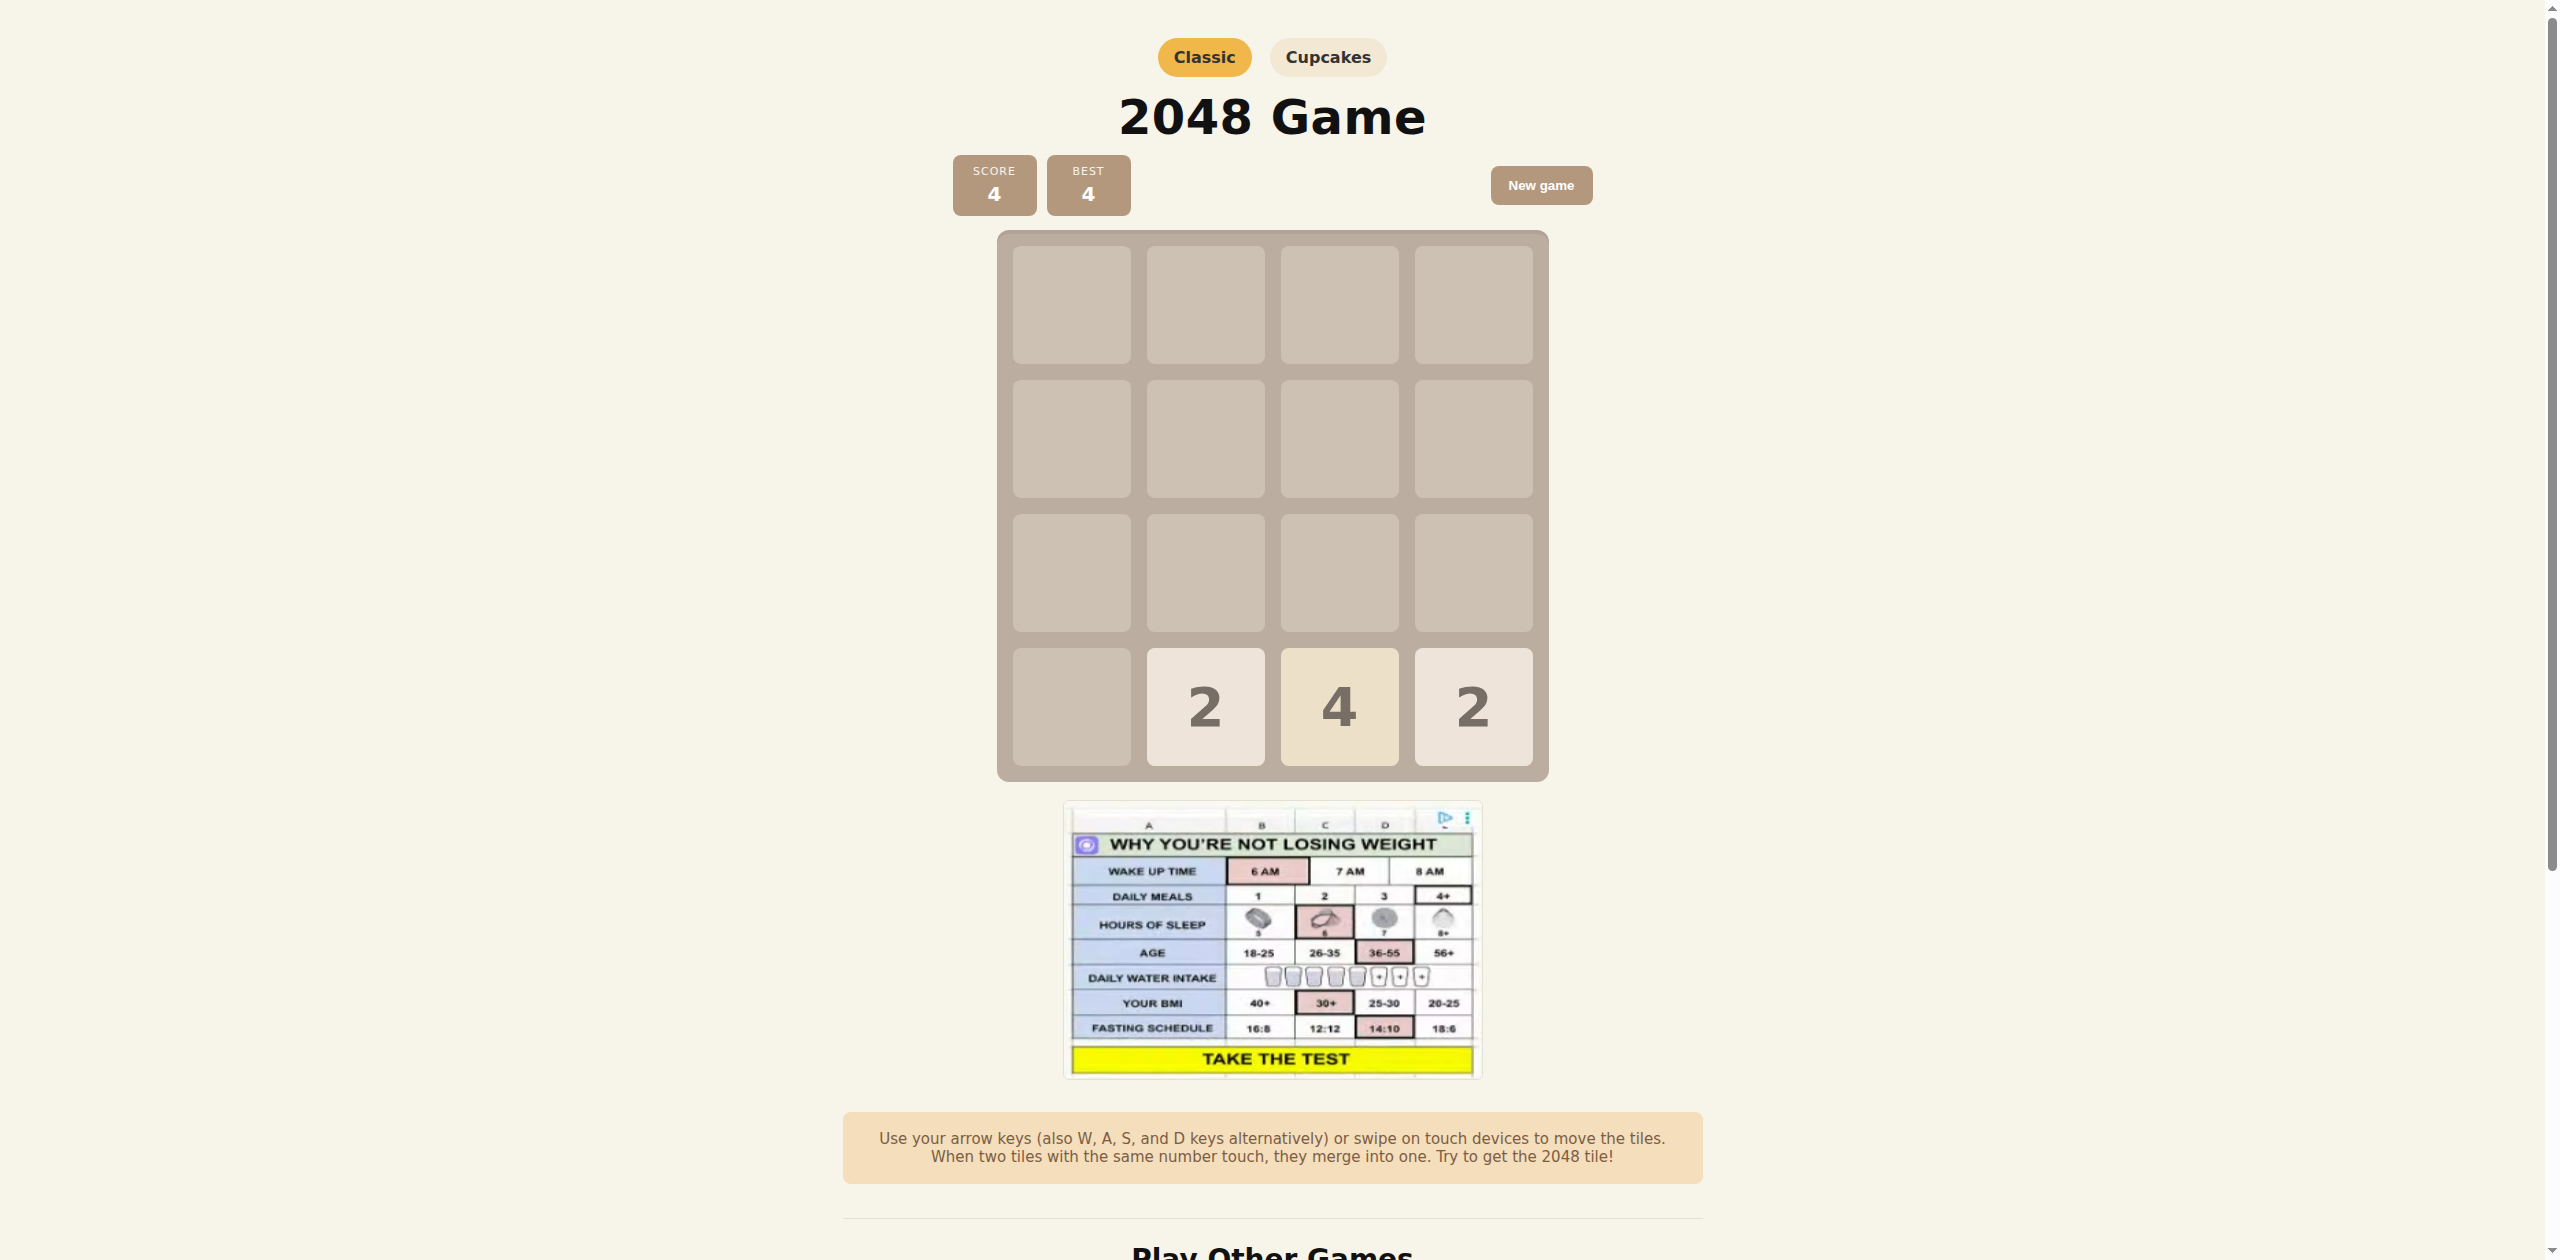 Classic Cupcakes
2048 Game
SCORE BEST
4 4
New game
2 4 2
A B C D
WHY YOU'RE NOT LOSING WEIGHT
WAKE UP TIME 6 AM 7 AM 8 AM
DAILY MEALS 1 2 3 4+
HOURS OF SLEEP 5 6 7 8+
AGE 18-25 26-35 36-55 56+
DAILY WATER INTAKE
YOUR BMI 40+ 30+ 25-30 20-25
FASTING SCHEDULE 16:8 12:12 14:10 18:6
TAKE THE TEST
Use your arrow keys (also W, A, S, and D keys alternatively) or swipe on touch devices to move the tiles.
When two tiles with the same number touch, they merge into one. Try to get the 2048 tile!
Play Other Games